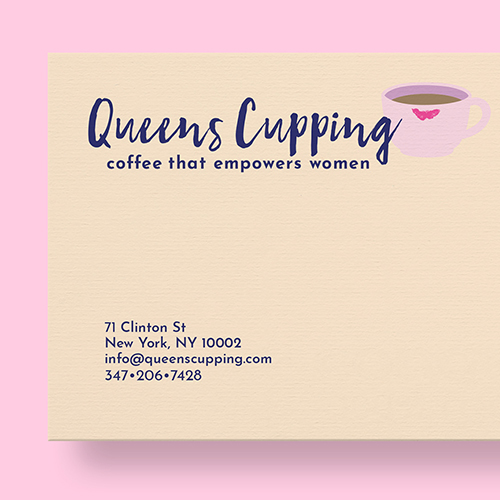 Queens Cupping
coffee that empowers women
71 Clinton St
New York, NY 10002
info@queenscupping.com
347•206•7428